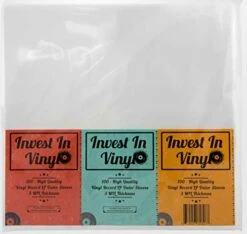 Invest In
Vinyl
100 - High Quality
Vinyl Record LP Outer Sleeves
3 Mil Thickness
Invest In
Vinyl
100 - High Quality
Vinyl Record LP Outer Sleeves
3 Mil Thickness
Invest In
Vinyl
100 - High Quality
Vinyl Record LP Outer Sleeves
3 Mil Thickness